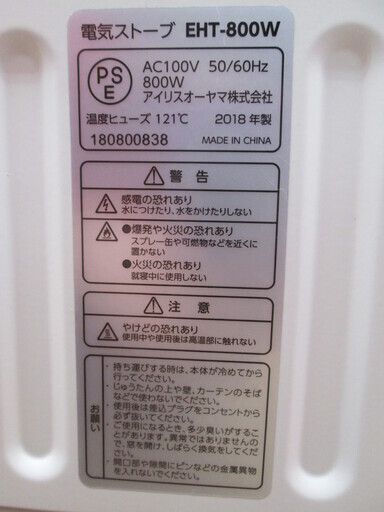 電気ストーブ EHT-800W
PS
E
AC100V 50/60Hz
800W
アイリスオーヤマ株式会社
温度ヒューズ 121℃ 2018年製
180800838 MADE IN CHINA
警告
感電の恐れあり
水につけたり、水をかけたりしない
●爆発や火災の恐れあり
スプレー缶や可燃物などを近くに
置かない
●火災の恐れあり
就寝中に使用しない
注意
やけどの恐れあり
使用中や使用後は高温部に触れない
お願い
・持ち運びする時は、本体が冷めてから
行ってください。
・じゅうたんの上や壁、カーテンのそば
などで使わないでください。
・使用後は差込プラグをコンセントから
必ず抜いてください。
・ご使用になるとき、多少臭いがするこ
とがあります。異常ではありませんの
で、窓を開け、しばらく換気をしてくだ
さい。
・開口部や隙間にピンなどの金属異物
を入れないでください。